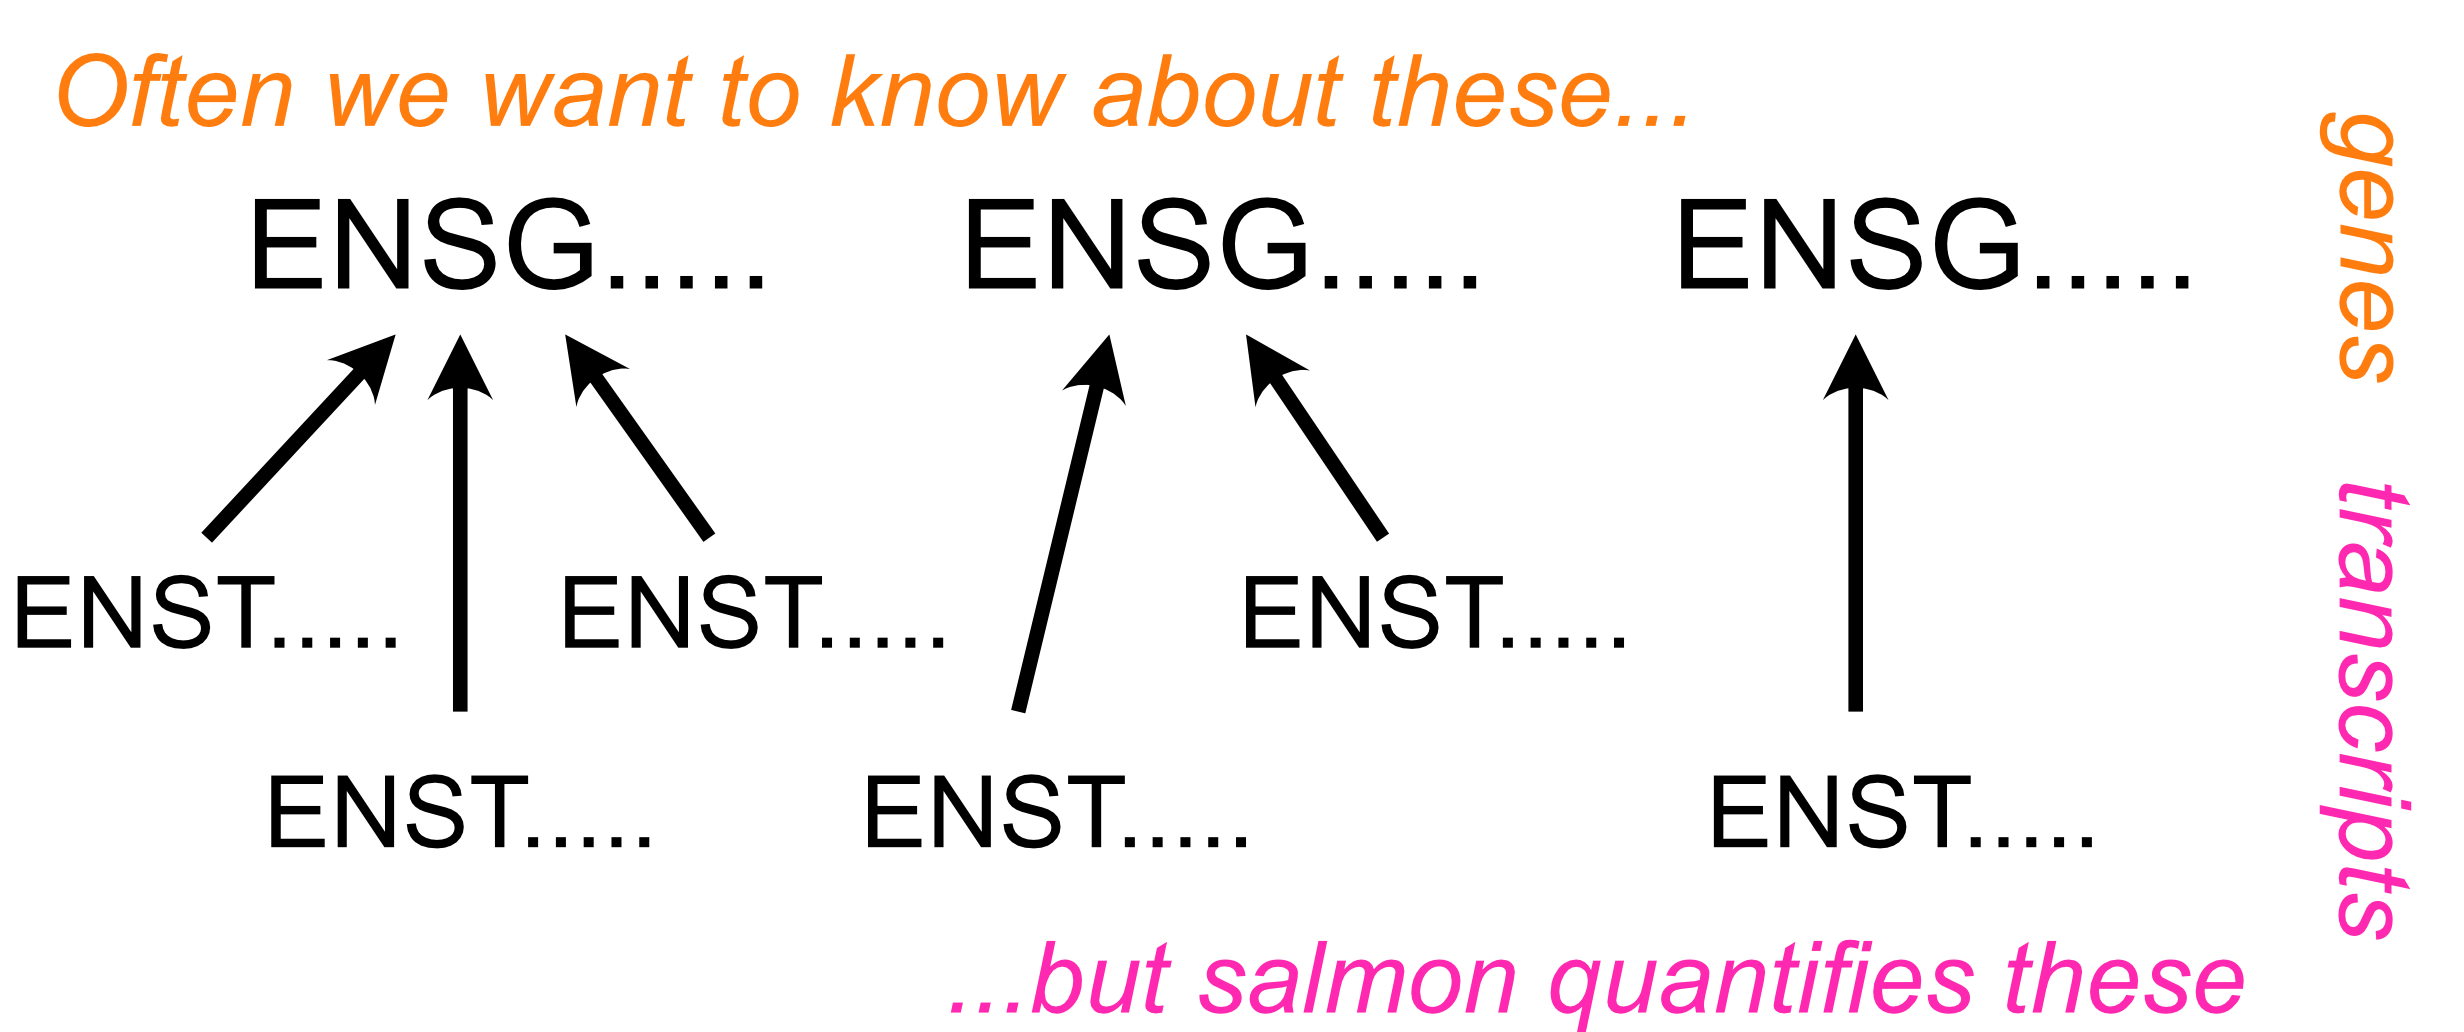 Often we want to know about these...
genes
ENSG..... ENSG..... ENSG.....
transcripts
ENST..... ENST..... ENST.....
ENST..... ENST..... ENST.....
...but salmon quantifies these